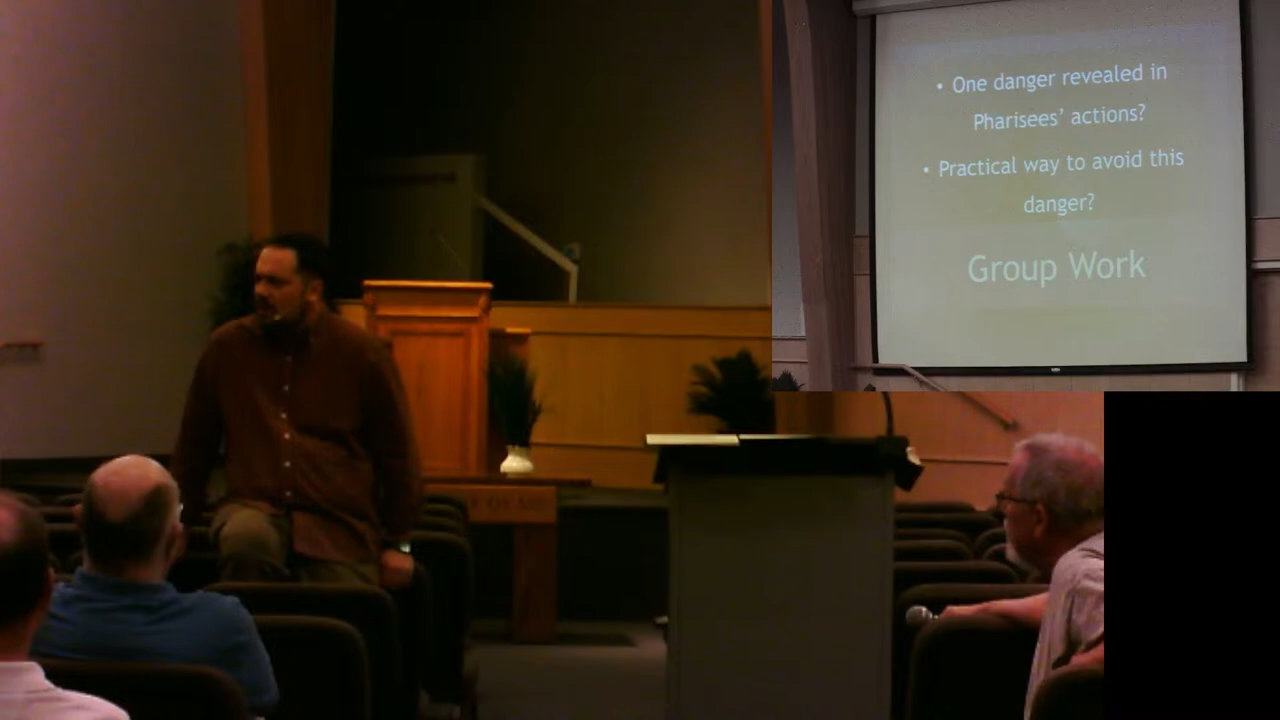 • One danger revealed in
Pharisees’ actions?
• Practical way to avoid this
danger?
Group Work